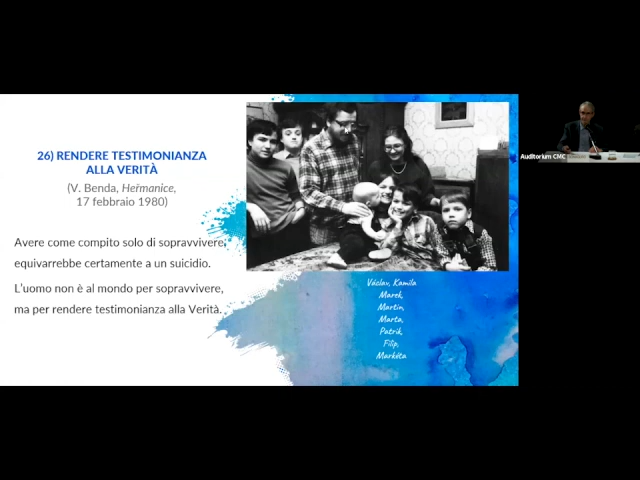 26) RENDERE TESTIMONIANZA
ALLA VERITÀ
(V. Benda, Heřmanice,
17 febbraio 1980)
Avere come compito solo di sopravvivere,
equivarrebbe certamente a un suicidio.
L'uomo non è al mondo per sopravvivere,
ma per rendere testimonianza alla Verità.
Václav, Kamila
Marek,
Martin,
Marta,
Patrik,
Filip,
Markéta
Auditorium CMC